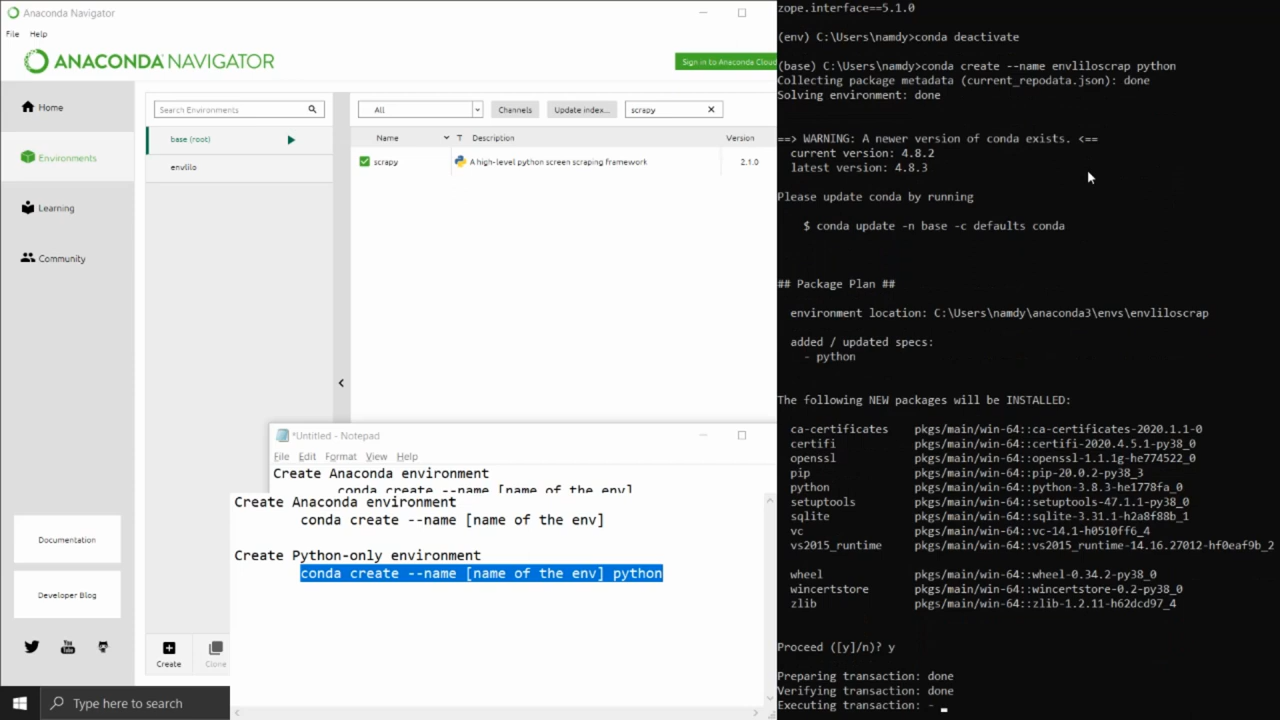 Anaconda Navigator
File Help
ANACONDA NAVIGATOR
Sign in to Anaconda Cloud
Home
Environments
Learning
Community
Documentation
Developer Blog
Search Environments
base (root)
envlilo
Create
Clone
All
Channels
Update index...
scrapy
Name T Description Version
scrapy A high-level python screen scraping framework 2.1.0
*Untitled - Notepad
File Edit Format View Help
Create Anaconda environment
conda create --name [name of the env]
Create Anaconda environment
conda create --name [name of the env]
Create Python-only environment
conda create --name [name of the env] python
Type here to search
zope.interface==5.1.0
(env) C:\Users\namdy>conda deactivate
(base) C:\Users\namdy>conda create --name envliloscrap python
Collecting package metadata (current_repodata.json): done
Solving environment: done
==> WARNING: A newer version of conda exists. <==
current version: 4.8.2
latest version: 4.8.3
Please update conda by running
$ conda update -n base -c defaults conda
## Package Plan ##
environment location: C:\Users\namdy\anaconda3\envs\envliloscrap
added / updated specs:
- python
The following NEW packages will be INSTALLED:
ca-certificates pkgs/main/win-64::ca-certificates-2020.1.1-0
certifi pkgs/main/win-64::certifi-2020.4.5.1-py38_0
openssl pkgs/main/win-64::openssl-1.1.1g-he774522_0
pip pkgs/main/win-64::pip-20.0.2-py38_3
python pkgs/main/win-64::python-3.8.3-he1778fa_0
setuptools pkgs/main/win-64::setuptools-47.1.1-py38_0
sqlite pkgs/main/win-64::sqlite-3.31.1-h2a8f88b_1
vc pkgs/main/win-64::vc-14.1-h0510ff6_4
vs2015_runtime pkgs/main/win-64::vs2015_runtime-14.16.27012-hf0eaf9b_2
wheel pkgs/main/win-64::wheel-0.34.2-py38_0
wincertstore pkgs/main/win-64::wincertstore-0.2-py38_0
zlib pkgs/main/win-64::zlib-1.2.11-h62dcd97_4
Proceed ([y]/n)? y
Preparing transaction: done
Verifying transaction: done
Executing transaction: -